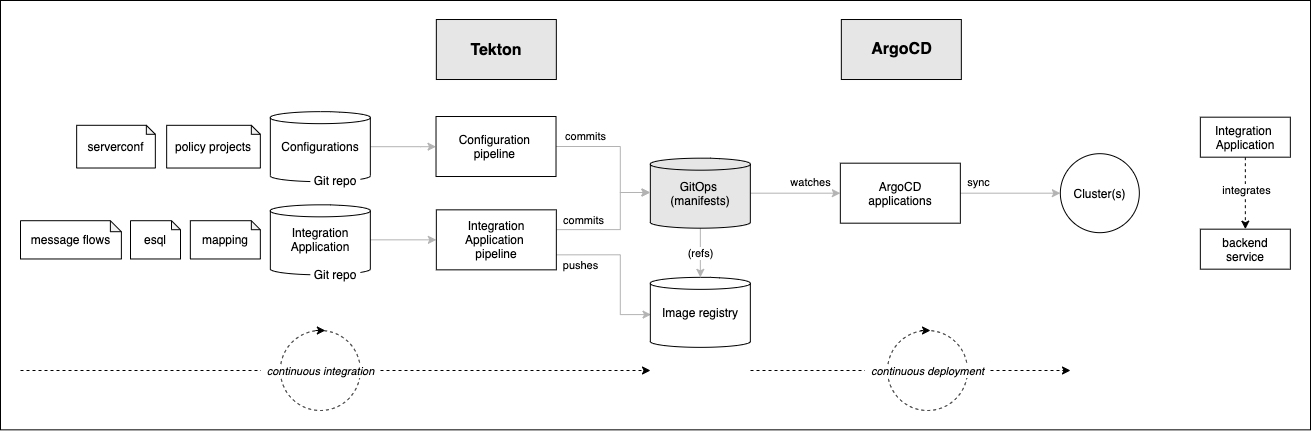 Tekton
ArgoCD
serverconf
policy projects
Configurations
Git repo
Configuration
pipeline
commits
message flows
esql
mapping
Integration
Application
Git repo
Integration
Application
pipeline
commits
pushes
GitOps
(manifests)
(refs)
Image registry
watches
ArgoCD
applications
sync
Cluster(s)
Integration
Application
integrates
backend
service
continuous integration
continuous deployment